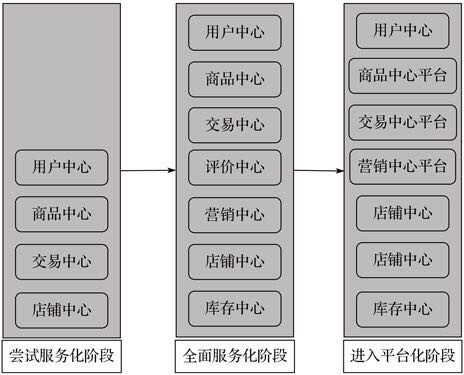 用户中心
商品中心
交易中心
店铺中心
尝试服务化阶段
用户中心
商品中心
交易中心
评价中心
营销中心
店铺中心
库存中心
全面服务化阶段
用户中心
商品中心平台
交易中心平台
营销中心平台
店铺中心
店铺中心
库存中心
进入平台化阶段